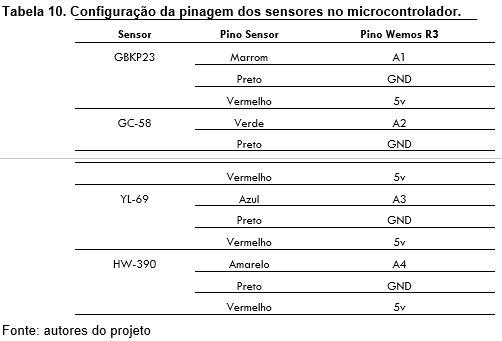 Tabela 10. Configuração da pinagem dos sensores no microcontrolador.
Sensor Pino Sensor Pino Wemos R3
GBKP23 Marrom A1
Preto GND
Vermelho 5v
GC-58 Verde A2
Preto GND
Vermelho 5v
YL-69 Azul A3
Preto GND
Vermelho 5v
HW-390 Amarelo A4
Preto GND
Vermelho 5v
Fonte: autores do projeto